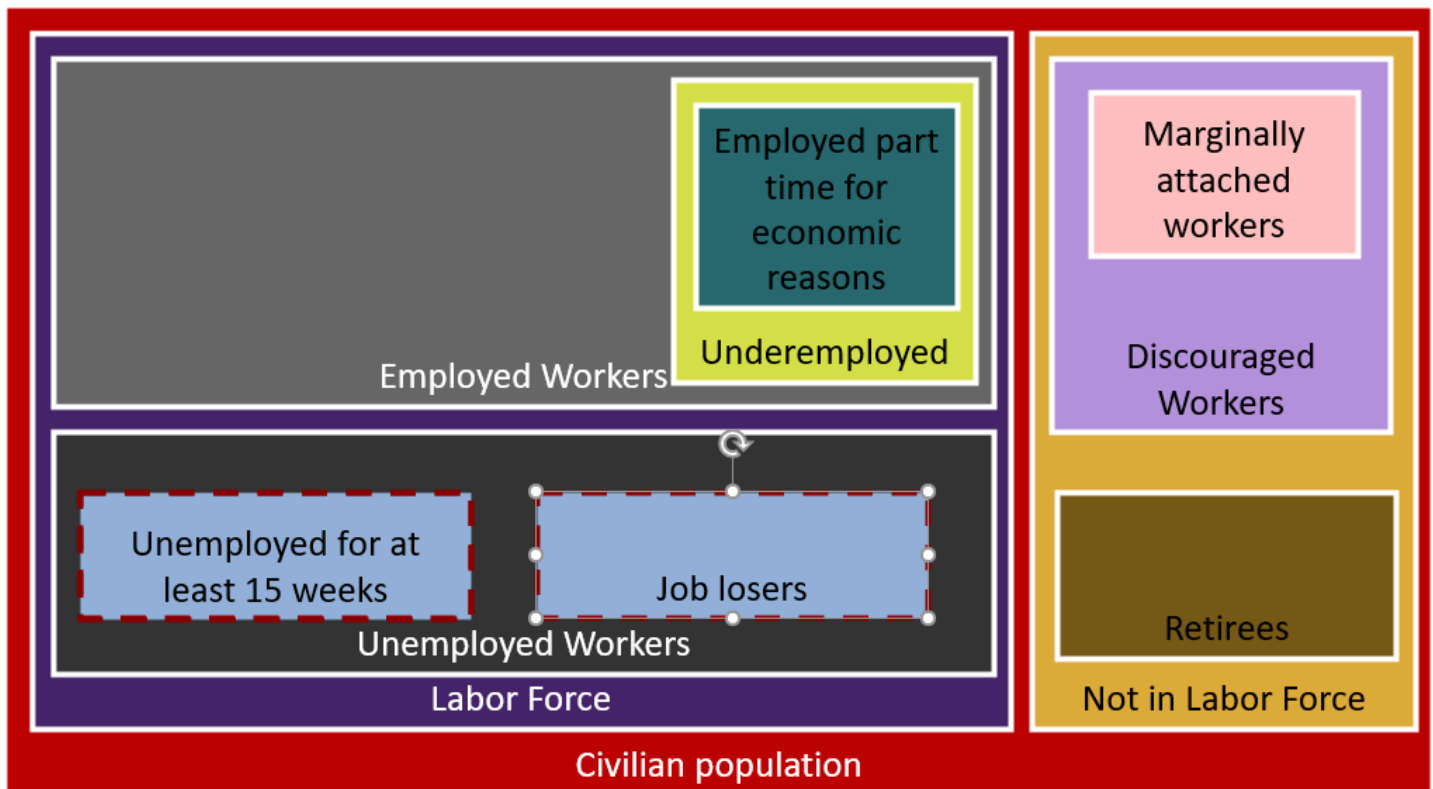 Employed part
time for
economic
reasons
Underemployed
Employed Workers
Unemployed for at
least 15 weeks
Job losers
Unemployed Workers
Labor Force
Marginally
attached
workers
Discouraged
Workers
Retirees
Not in Labor Force
Civilian population